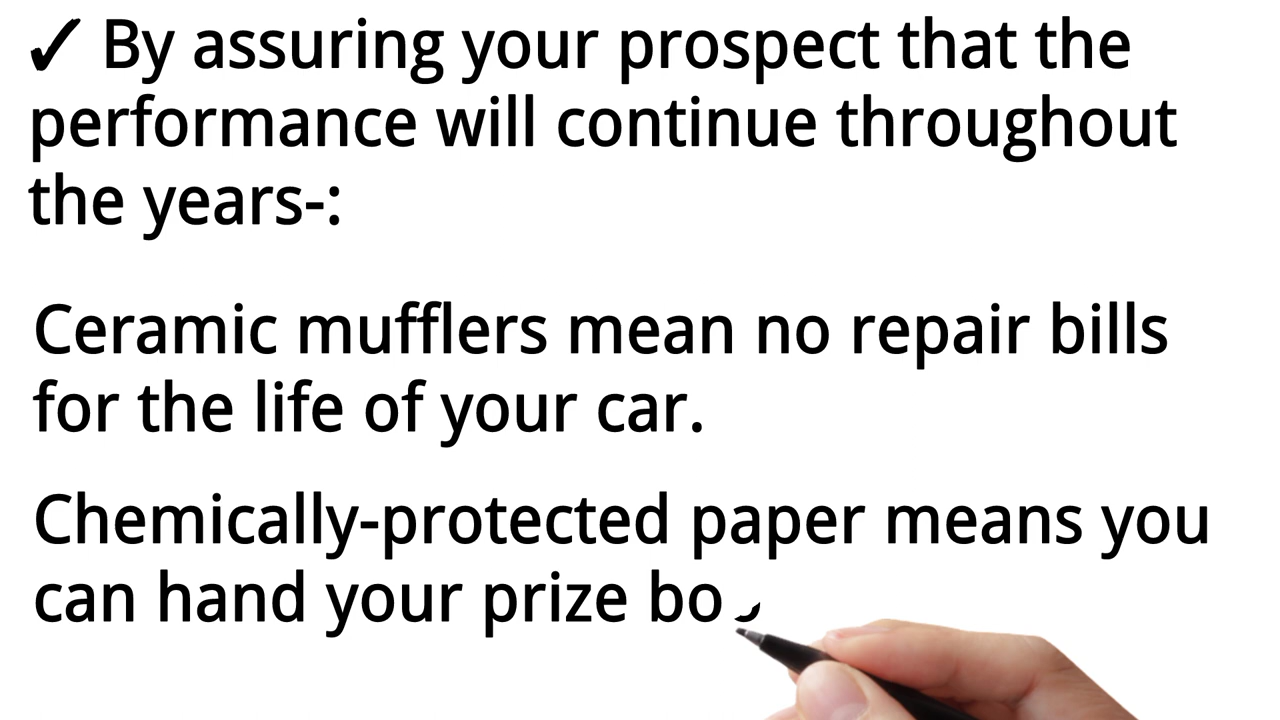 ✓ By assuring your prospect that the
performance will continue throughout
the years-:
Ceramic mufflers mean no repair bills
for the life of your car.
Chemically-protected paper means you
can hand your prize bo